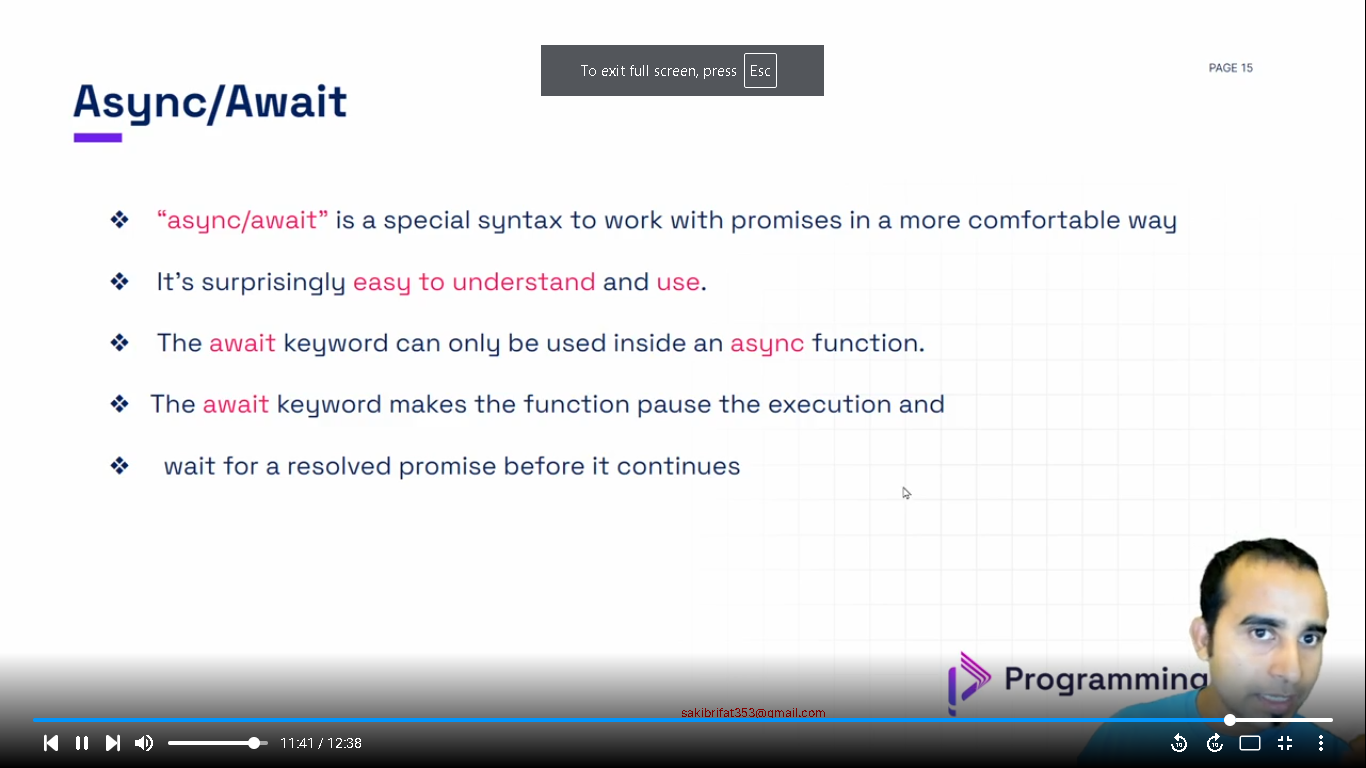 To exit full screen, press Esc
PAGE 15
Async/Await
“async/await” is a special syntax to work with promises in a more comfortable way
It’s surprisingly easy to understand and use.
The await keyword can only be used inside an async function.
The await keyword makes the function pause the execution and
wait for a resolved promise before it continues
Programming
sakibrifat353@gmail.com
11:41 / 12:38
10
10